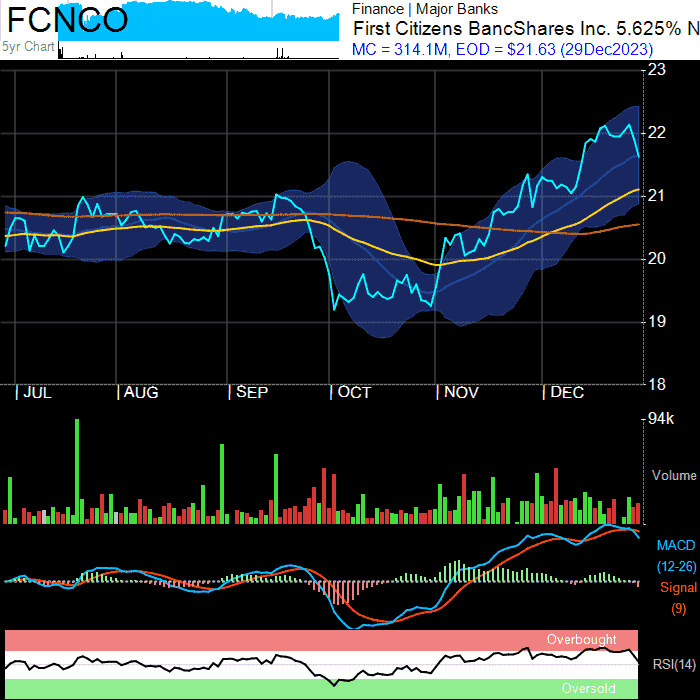 FCNCO
5yr Chart
Finance | Major Banks
First Citizens BancShares Inc. 5.625% N
MC = 314.1M, EOD = $21.63 (29Dec2023)
23
22
21
20
19
18
JUL AUG SEP OCT NOV DEC
94k
Volume
MACD
(12-26)
Signal
(9)
Overbought
RSI(14)
Oversold